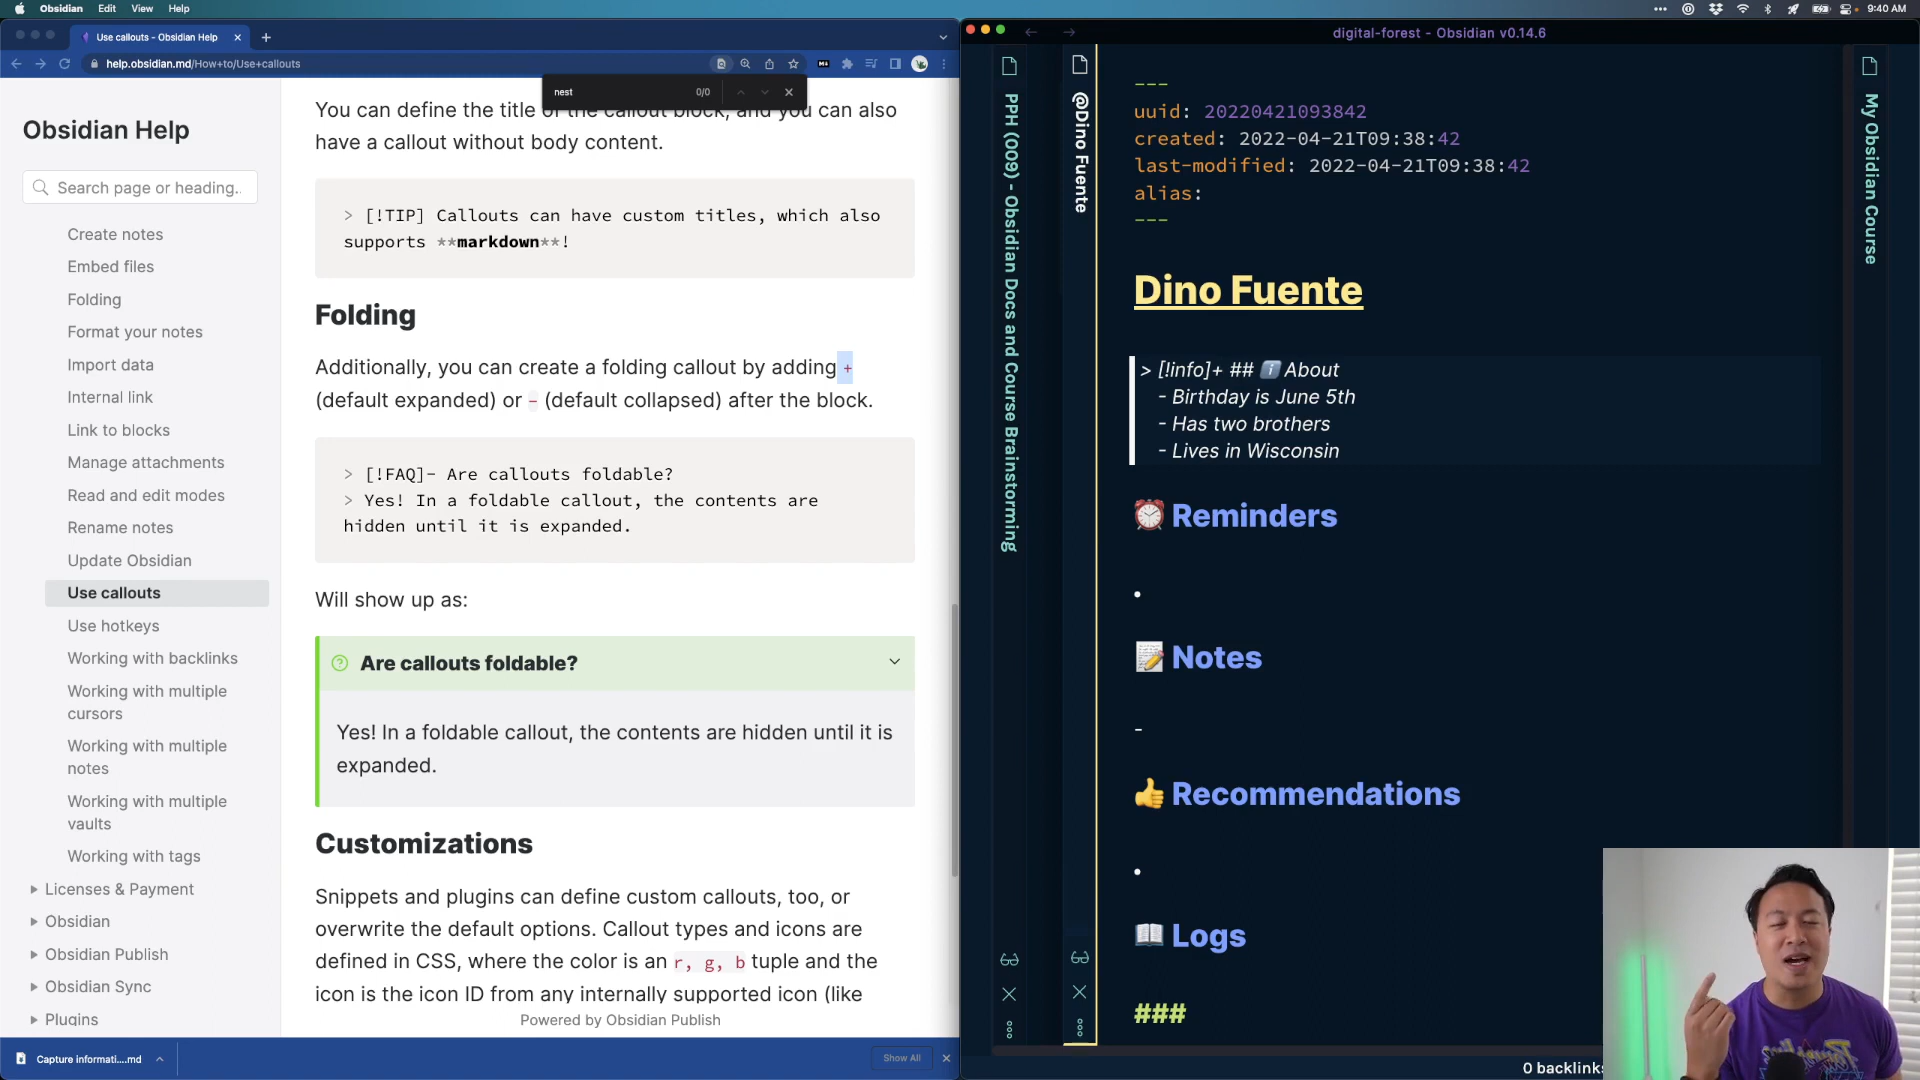 Obsidian Edit View Help
9:40 AM
Use callouts - Obsidian Help
help.obsidian.md/How+to/Use+callouts
nest 0/0
Obsidian Help
Search page or heading..
Create notes
Embed files
Folding
Format your notes
Import data
Internal link
Link to blocks
Manage attachments
Read and edit modes
Rename notes
Update Obsidian
Use callouts
Use hotkeys
Working with backlinks
Working with multiple
cursors
Working with multiple
notes
Working with multiple
vaults
Working with tags
Licenses & Payment
Obsidian
Obsidian Publish
Obsidian Sync
Plugins
You can define the title of the callout block, and you can also
have a callout without body content.
> [!TIP] Callouts can have custom titles, which also
supports **markdown**!
Folding
Additionally, you can create a folding callout by adding +
(default expanded) or - (default collapsed) after the block.
> [!FAQ]- Are callouts foldable?
> Yes! In a foldable callout, the contents are
hidden until it is expanded.
Will show up as:
Are callouts foldable?
Yes! In a foldable callout, the contents are hidden until it is
expanded.
Customizations
Snippets and plugins can define custom callouts, too, or
overwrite the default options. Callout types and icons are
defined in CSS, where the color is an r, g, b tuple and the
icon is the icon ID from any internally supported icon (like
Powered by Obsidian Publish
Capture informati....md
Show All
digital-forest - Obsidian v0.14.6
PPH (009) - Obsidian Docs and Course Brainstorming
@Dino Fuente
---
uuid: 20220421093842
created: 2022-04-21T09:38:42
last-modified: 2022-04-21T09:38:42
alias:
---
Dino Fuente
> [!info]+ ## ℹ️ About
- Birthday is June 5th
- Has two brothers
- Lives in Wisconsin
⏰ Reminders
•
📝 Notes
-
👍 Recommendations
•
📖 Logs
###
My Obsidian Course
0 backlinks